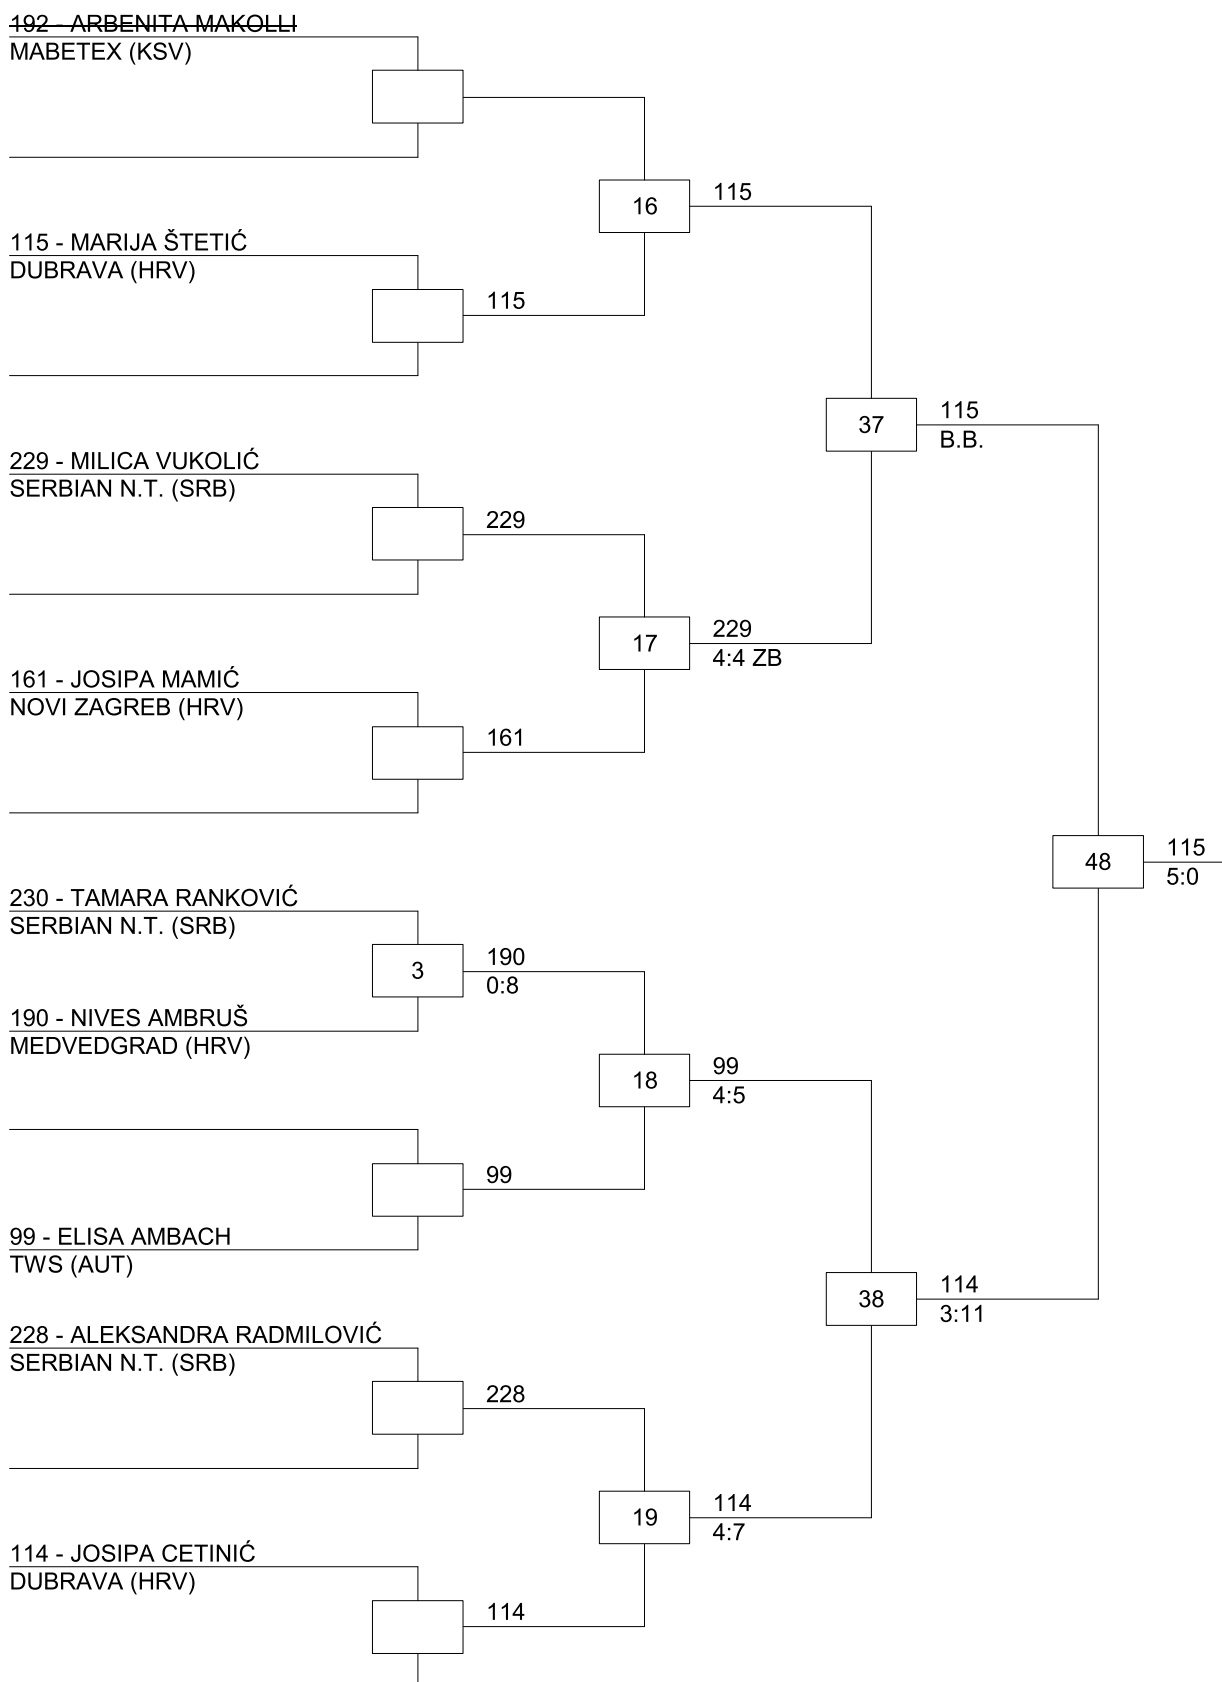 192 - ARBENITA MAKOLLI
MABETEX (KSV)
16
115
115 - MARIJA ŠTETIĆ
DUBRAVA (HRV)
115
37
115
B.B.
229 - MILICA VUKOLIĆ
SERBIAN N.T. (SRB)
229
17
229
4:4 ZB
161 - JOSIPA MAMIĆ
NOVI ZAGREB (HRV)
161
48
115
5:0
230 - TAMARA RANKOVIĆ
SERBIAN N.T. (SRB)
3
190
0:8
190 - NIVES AMBRUŠ
MEDVEDGRAD (HRV)
18
99
4:5
99
99 - ELISA AMBACH
TWS (AUT)
38
114
3:11
228 - ALEKSANDRA RADMILOVIĆ
SERBIAN N.T. (SRB)
228
19
114
4:7
114 - JOSIPA CETINIĆ
DUBRAVA (HRV)
114